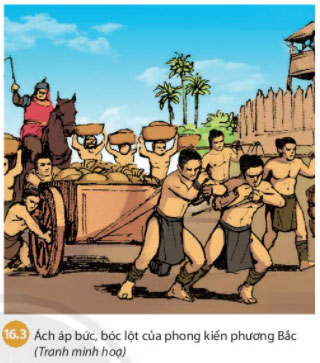 16.3 Ách áp bức, bóc lột của phong kiến phương Bắc
(Tranh minh hoạ)